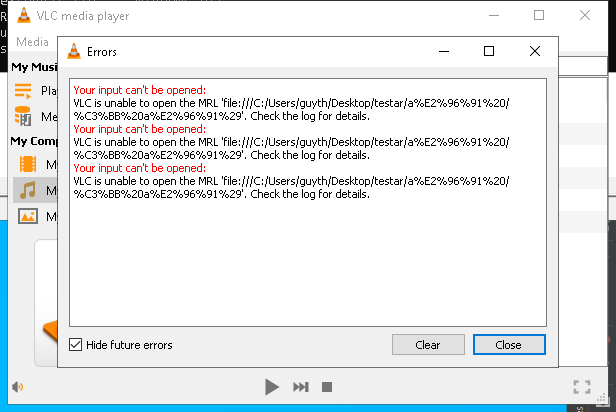 VLC media player
Media
Errors
My Musi
Pla
Me
My Comp
My
My
My
Your input can't be opened:
VLC is unable to open the MRL 'file:///C:/Users/guyth/Desktop/testar/a%E2%96%91%20/
%C3%BB%20a%E2%96%91%29'. Check the log for details.
Your input can't be opened:
VLC is unable to open the MRL 'file:///C:/Users/guyth/Desktop/testar/a%E2%96%91%20/
%C3%BB%20a%E2%96%91%29'. Check the log for details.
Your input can't be opened:
VLC is unable to open the MRL 'file:///C:/Users/guyth/Desktop/testar/a%E2%96%91%20/
%C3%BB%20a%E2%96%91%29'. Check the log for details.
Hide future errors
Clear
Close